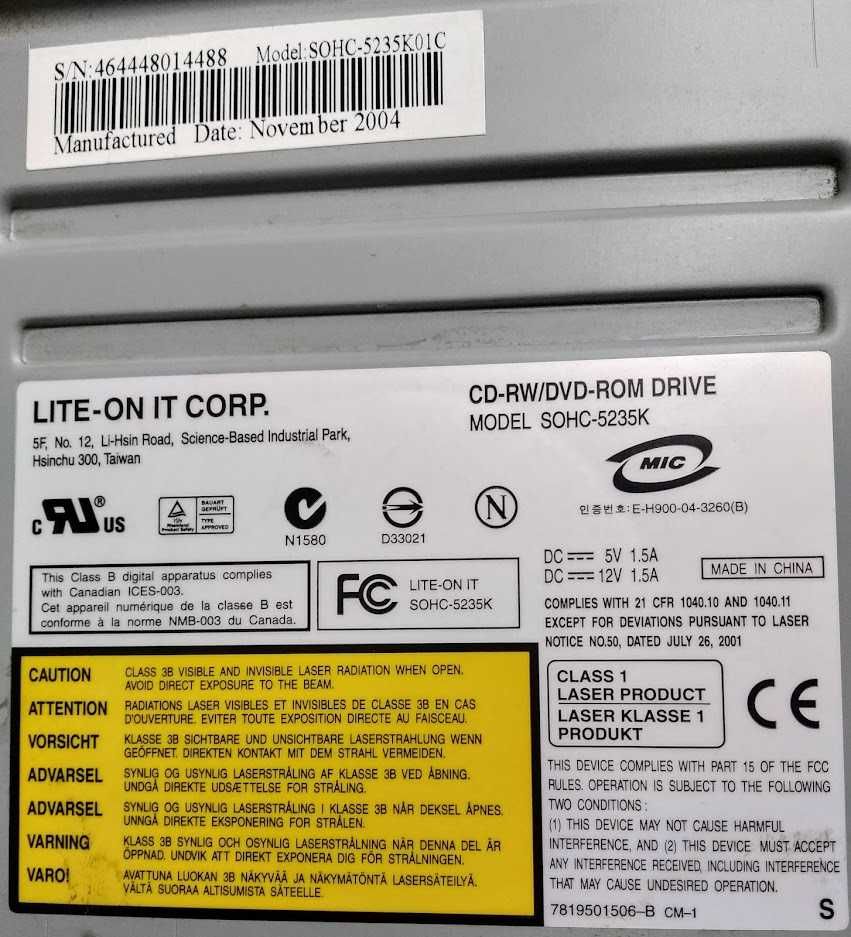 S/N:464448014488 Model:SOHC-5235K01C
Manufactured Date: November 2004
LITE-ON IT CORP.
5F, No. 12, Li-Hsin Road, Science-Based Industrial Park,
Hsinchu 300, Taiwan
CD-RW/DVD-ROM DRIVE
MODEL SOHC-5235K
MIC
인증번호:E-H900-04-3260(B)
C RU® US
TÜV Rheinland Product Safety
BAUART GEPRÜFT
TYPE APPROVED
N1580
D33021
N
This Class B digital apparatus complies
with Canadian ICES-003.
Cet appareil numérique de la classe B est
conforme à la norme NMB-003 du Canada.
FC LITE-ON IT
SOHC-5235K
DC 5V 1.5A
DC 12V 1.5A
MADE IN CHINA
COMPLIES WITH 21 CFR 1040.10 AND 1040.11
EXCEPT FOR DEVIATIONS PURSUANT TO LASER
NOTICE NO.50, DATED JULY 26, 2001
CAUTION CLASS 3B VISIBLE AND INVISIBLE LASER RADIATION WHEN OPEN.
AVOID DIRECT EXPOSURE TO THE BEAM.
ATTENTION RADIATIONS LASER VISIBLES ET INVISIBLES DE CLASSE 3B EN CAS
D'OUVERTURE. EVITER TOUTE EXPOSITION DIRECTE AU FAISCEAU.
VORSICHT KLASSE 3B SICHTBARE UND UNSICHTBARE LASERSTRAHLUNG WENN
GEÖFFNET. DIREKTEN KONTAKT MIT DEM STRAHL VERMEIDEN.
ADVARSEL SYNLIG OG USYNLIG LASERSTRÅLING AF KLASSE 3B VED ÅBNING.
UNDGÅ DIREKTE UDSÆTTELSE FOR STRÅLING.
ADVARSEL SYNLIG OG USYNLIG LASERSTRÅLING I KLASSE 3B NÅR DEKSEL ÅPNES.
UNNGÅ DIREKTE EKSPONERING FOR STRÅLEN.
VARNING KLASS 3B SYNLIG OCH OSYNLIG LASERSTRÅLNING NÄR DENNA DEL ÄR
ÖPPNAD. UNDVIK ATT DIREKT EXPONERA DIG FÖR STRÅLNINGEN.
VARO! AVATTUNA LUOKAN 3B NÄKYVÄÄ JA NÄKYMÄTÖNTÄ LASERSÄTEILYÄ.
VÄLTÄ SUORAA ALTISUMISTA SÄTEELLE.
CLASS 1
LASER PRODUCT
LASER KLASSE 1
PRODUKT
CE
THIS DEVICE COMPLIES WITH PART 15 OF THE FCC
RULES. OPERATION IS SUBJECT TO THE FOLLOWING
TWO CONDITIONS :
(1) THIS DEVICE MAY NOT CAUSE HARMFUL
INTERFERENCE, AND (2) THIS DEVICE MUST ACCEPT
ANY INTERFERENCE RECEIVED, INCLUDING INTERFERENCE
THAT MAY CAUSE UNDESIRED OPERATION.
7819501506-B CM-1 S